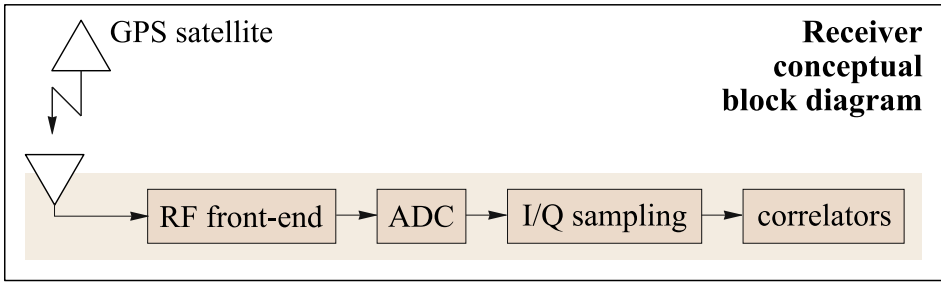 GPS satellite
Receiver
conceptual
block diagram
RF front-end
ADC
I/Q sampling
correlators